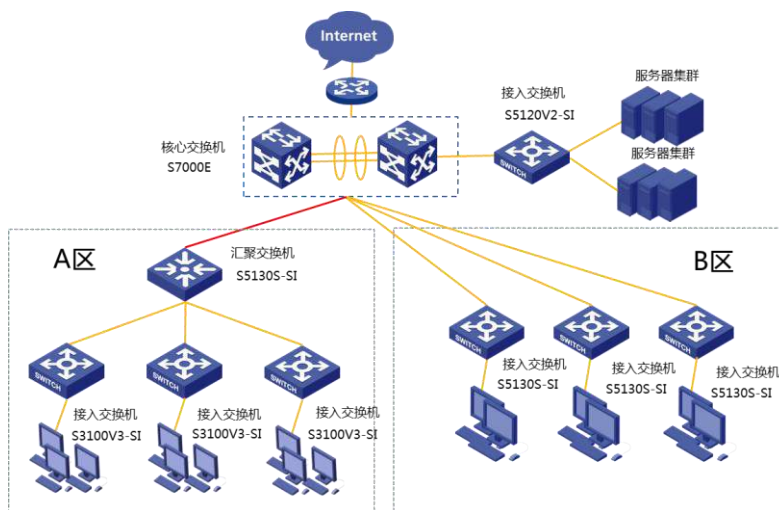 Internet
核心交换机
S7000E
接入交换机
S5120V2-SI
SWITCH
服务器集群
服务器集群
A区
汇聚交换机
S5130S-SI
SWITCH
接入交换机
S3100V3-SI
SWITCH
接入交换机
S3100V3-SI
SWITCH
接入交换机
S3100V3-SI
B区
SWITCH
接入交换机
S5130S-SI
SWITCH
接入交换机
S5130S-SI
SWITCH
接入交换机
S5130S-SI